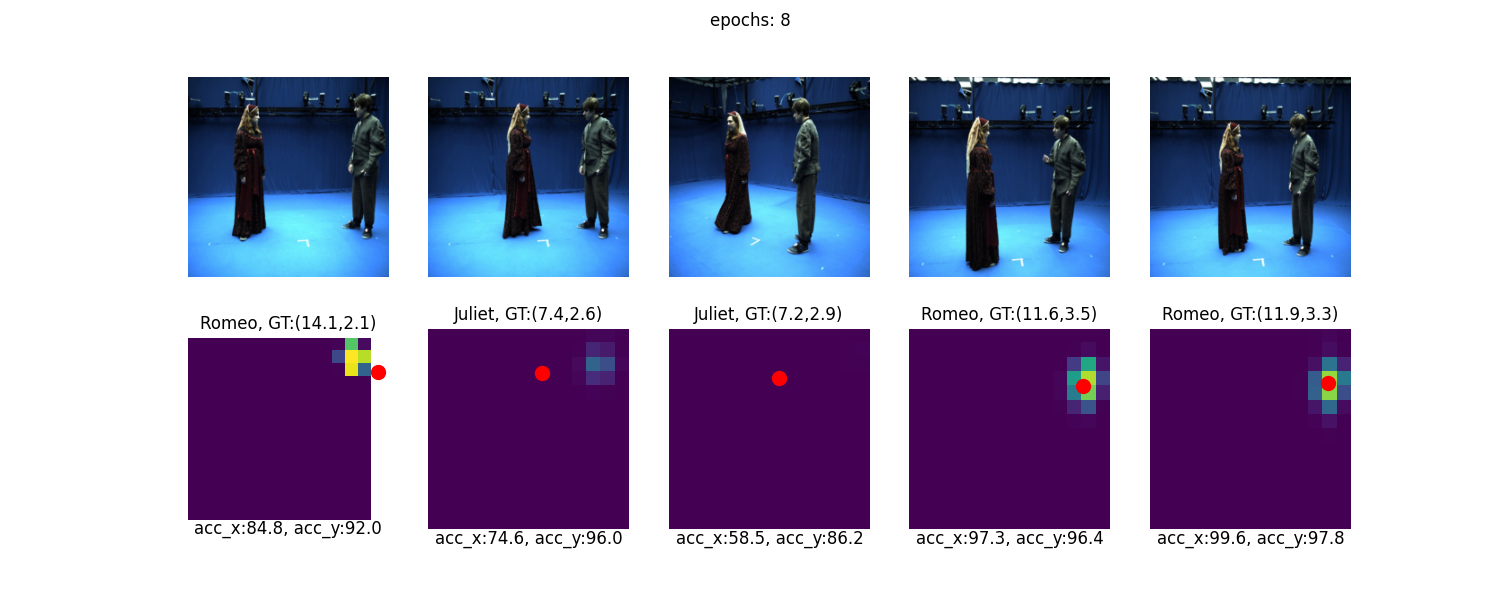 epochs: 8
Romeo, GT:(14.1,2.1)
Juliet, GT:(7.4,2.6)
Juliet, GT:(7.2,2.9)
Romeo, GT:(11.6,3.5)
Romeo, GT:(11.9,3.3)
acc_x:84.8, acc_y:92.0
acc_x:74.6, acc_y:96.0
acc_x:58.5, acc_y:86.2
acc_x:97.3, acc_y:96.4
acc_x:99.6, acc_y:97.8